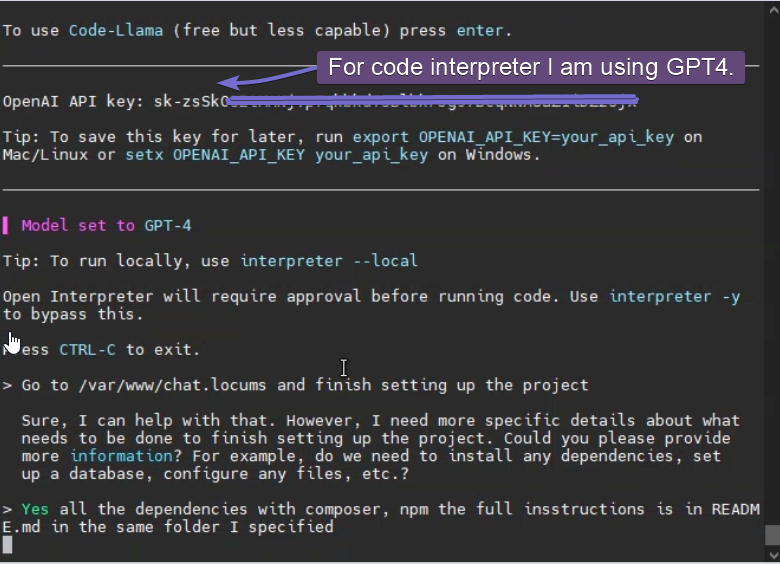 To use Code-Llama (free but less capable) press enter.
For code interpreter I am using GPT4.
OpenAI API key:
Tip: To save this key for later, run export OPENAI_API_KEY=your_api_key on
Mac/Linux or setx OPENAI_API_KEY your_api_key on Windows.
Model set to GPT-4
Tip: To run locally, use interpreter --local
Open Interpreter will require approval before running code. Use interpreter -y
to bypass this.
Press CTRL-C to exit.
> Go to /var/www/chat.locums and finish setting up the project
Sure, I can help with that. However, I need more specific details about what
needs to be done to finish setting up the project. Could you please provide
more information? For example, do we need to install any dependencies, set
up a database, configure any files, etc.?
> Yes all the dependencies with composer, npm the full insstructions is in READM
E.md in the same folder I specified